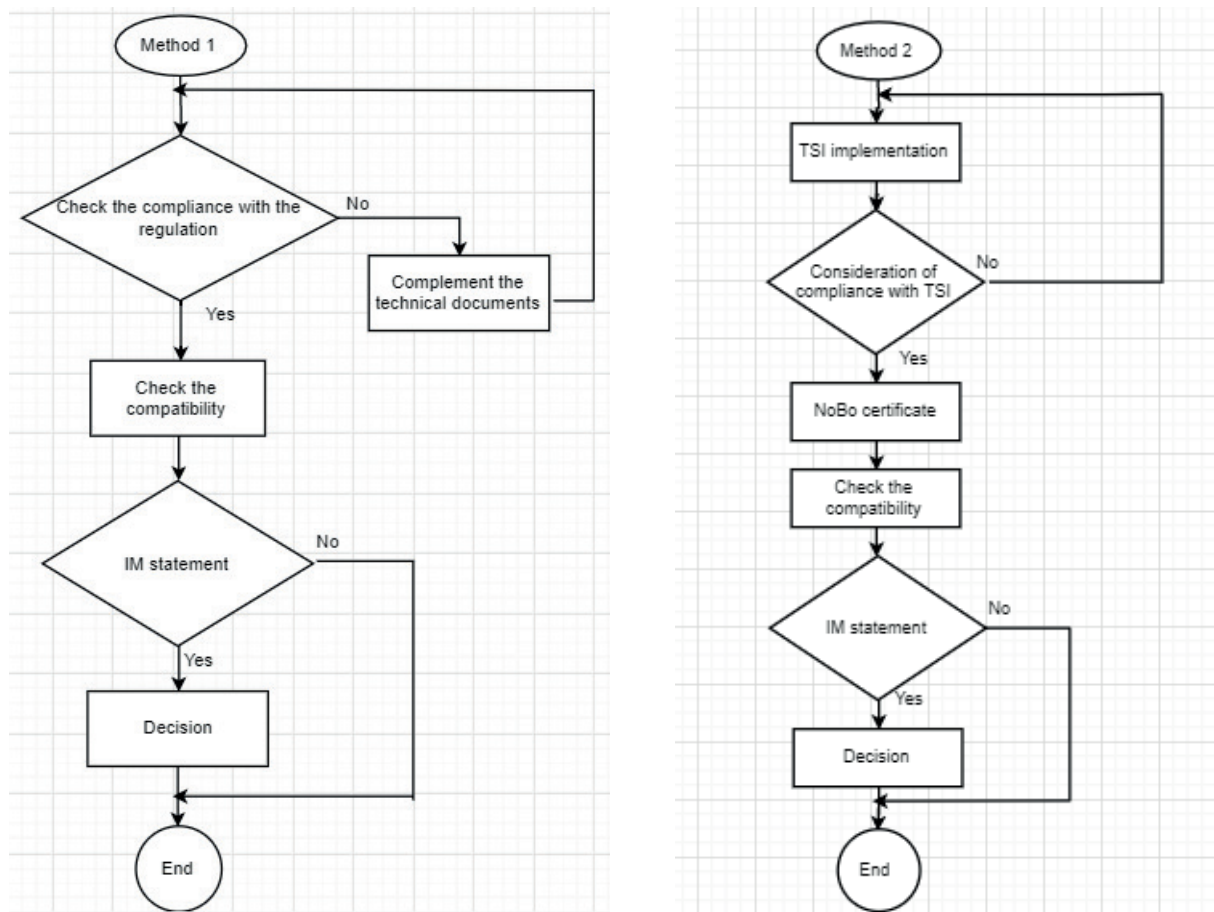 Method 1
Check the compliance with the
regulation
No
Complement the
technical documents
Yes
Check the
compatibility
IM statement
No
Yes
Decision
End
Method 2
TSI implementation
Consideration of
compliance with TSI
No
Yes
NoBo certificate
Check the
compatibility
IM statement
No
Yes
Decision
End